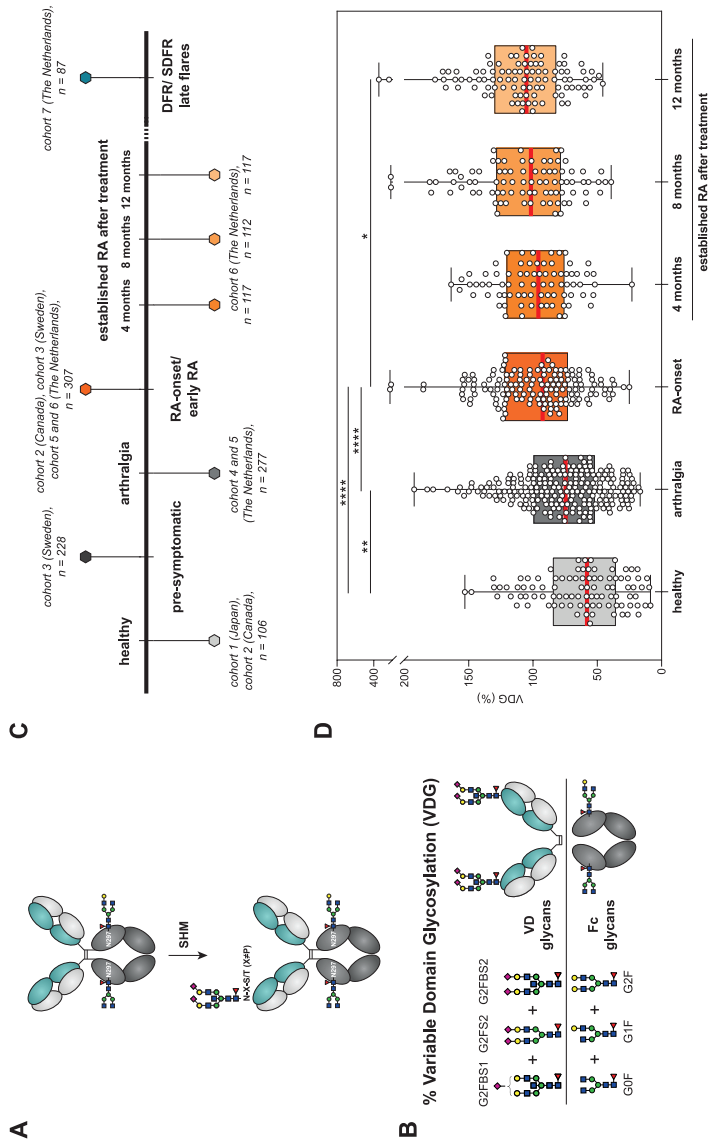 A
N297
N297
SHM
N-X-S/T (X≠P)
N297
N297
B
% Variable Domain Glycosylation (VDG)
G2FBS1
G2FS2
G2FBS2
+
+
VD
glycans
G0F
G1F
G2F
+
+
Fc
glycans
C
cohort 3 (Sweden),
n = 228
cohort 2 (Canada), cohort 3 (Sweden)
cohort 5 and 6 (The Netherlands),
n = 307
cohort 7 (The Netherlands),
n = 87
healthy
arthralgia
established RA after treatment
4 months
8 months
12 months
pre-symptomatic
RA-onset/
early RA
DFR/ SDFR
late flares
cohort 1 (Japan),
cohort 2 (Canada),
n = 106
cohort 4 and 5
(The Netherlands),
n = 277
n = 117
n = 112
n = 117
cohort 6 (The Netherlands),
D
VDG (%)
800
400
200
150
100
50
0
****
****
**
*
healthy
arthralgia
RA-onset
4 months
8 months
12 months
established RA after treatment